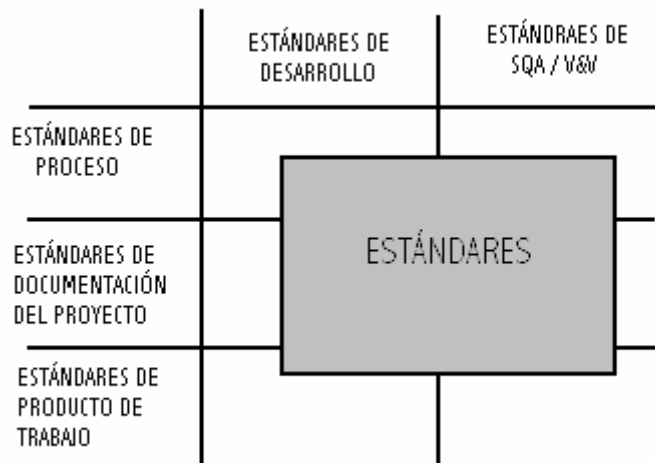 ESTÁNDARES DE
DESARROLLO
ESTÁNDRAES DE
SQA / V&V
ESTÁNDARES DE
PROCESO
ESTÁNDARES
ESTÁNDARES DE
DOCUMENTACIÓN
DEL PROYECTO
ESTÁNDARES DE
PRODUCTO DE
TRABAJO